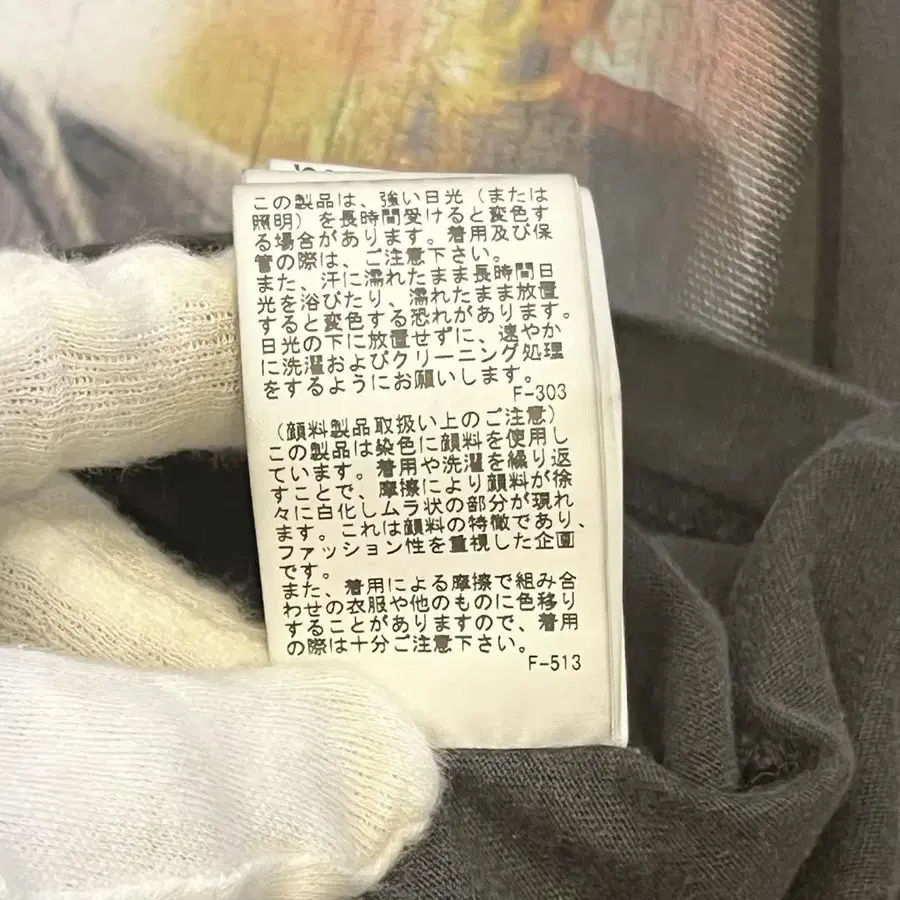 この製品は、強い日光（または
照明）を長時間受けると変色す
る場合があります。着用及び保
管の際は、ご注意下さい。
また、汗に濡れたまま長時間日
光を浴びたり、濡れたまま放置
すると変色する恐れがあります。
日光の下に放置せずに、速やか
に洗濯およびクリーニング処理
をするようにお願いします。
F-303
（顔料製品取扱い上のご注意）
この製品は染色に顔料を使用し
ています。着用や洗濯を繰り返
すことで、摩擦により顔料が徐
々に白化しムラ状の部分が現れ
ます。これは顔料の特徴であり、
ファッション性を重視した企画
です。
また、着用による摩擦で組み合
わせの衣服や他のものに色移り
することがありますので、着用
の際は十分ご注意下さい。
F-513